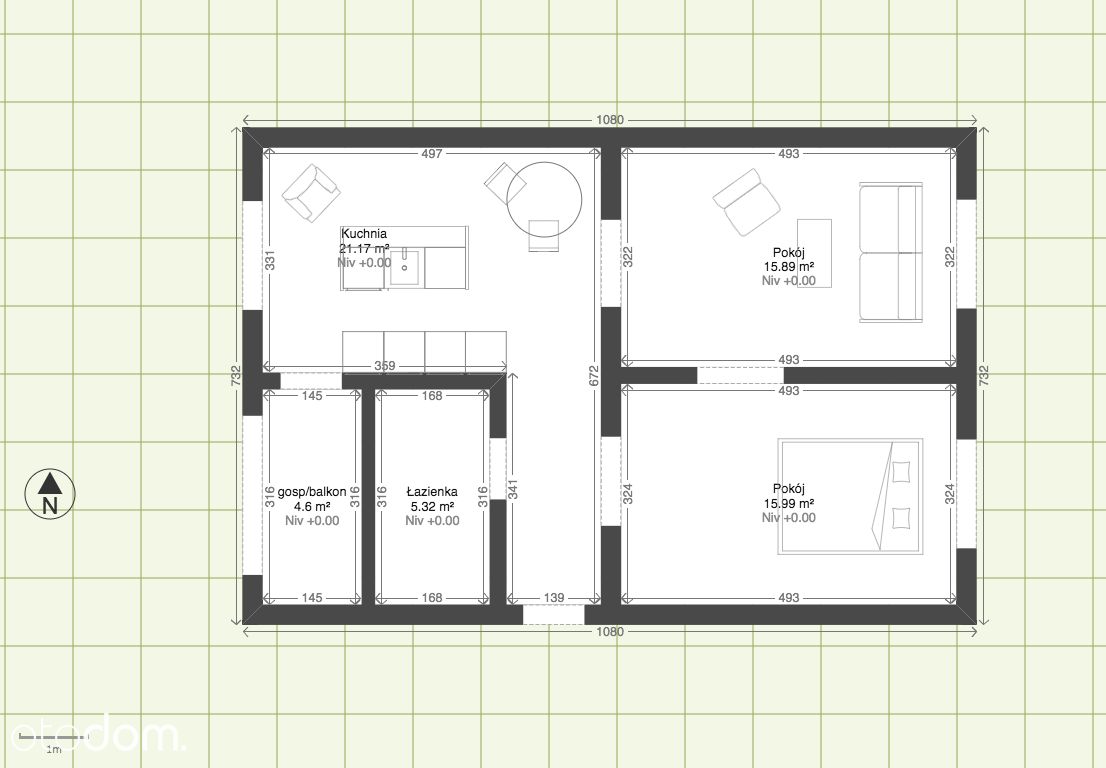 1080
497
493
Kuchnia
21.17 m²
Niv +0.00
331
322
Pokój
15.89 m²
Niv +0.00
322
359
493
732
672
732
145
168
493
gosp/balkon
4.6 m²
Niv +0.00
316
316
Łazienka
5.32 m²
Niv +0.00
316
316
341
324
Pokój
15.99 m²
Niv +0.00
324
N
145
168
139
493
1080
otodom.
1m